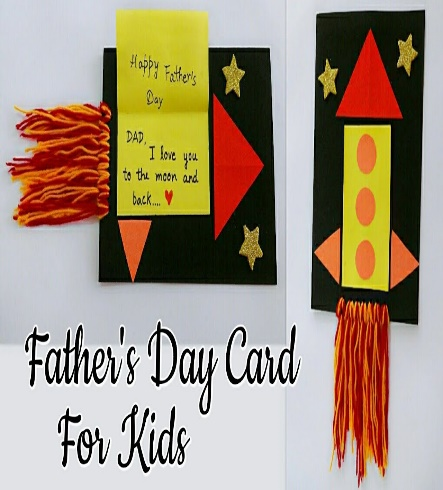 Happy Father's
Day
DAD,
I love you
to the moon and
back....
Father's Day Card
For Kids